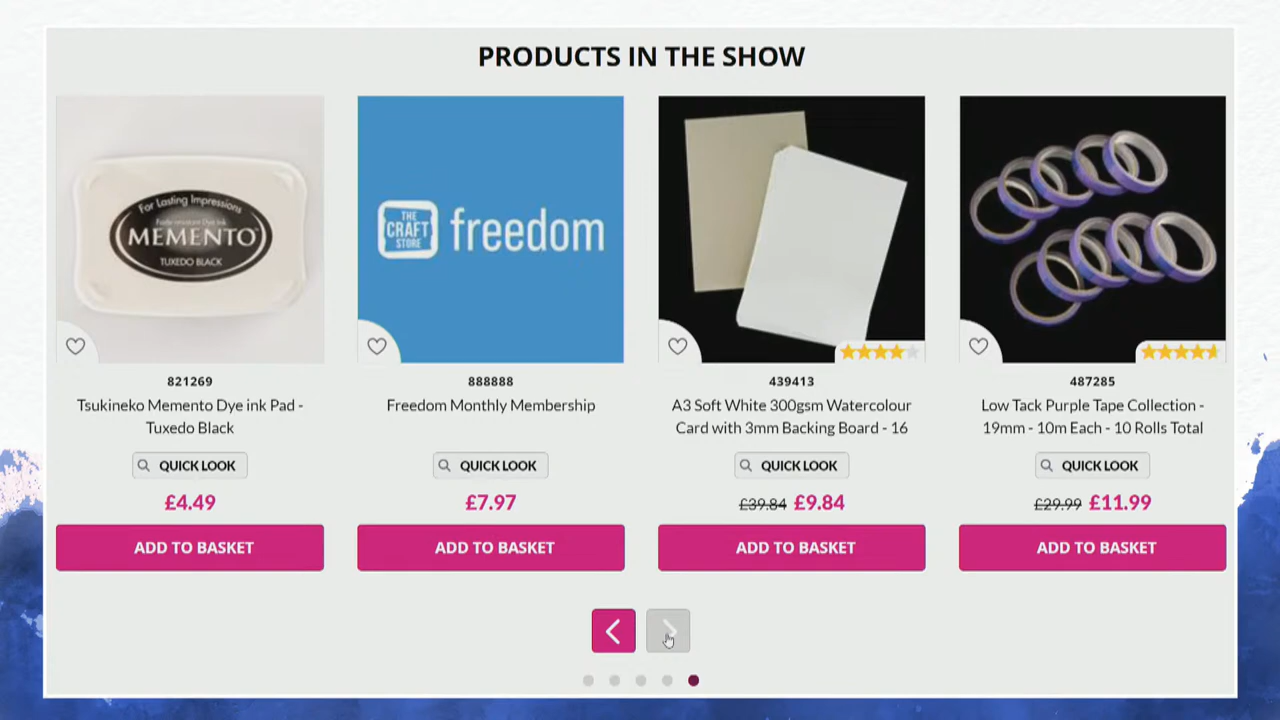 PRODUCTS IN THE SHOW
For Lasting Impressions
MEMENTO
TUXEDO BLACK
THE
CRAFT
STORE
freedom
821269
Tsukineko Memento Dye ink Pad -
Tuxedo Black
QUICK LOOK
£4.49
ADD TO BASKET
888888
Freedom Monthly Membership
QUICK LOOK
£7.97
ADD TO BASKET
439413
A3 Soft White 300gsm Watercolour
Card with 3mm Backing Board - 16
QUICK LOOK
£39.84 £9.84
ADD TO BASKET
487285
Low Tack Purple Tape Collection -
19mm - 10m Each - 10 Rolls Total
QUICK LOOK
£29.99 £11.99
ADD TO BASKET